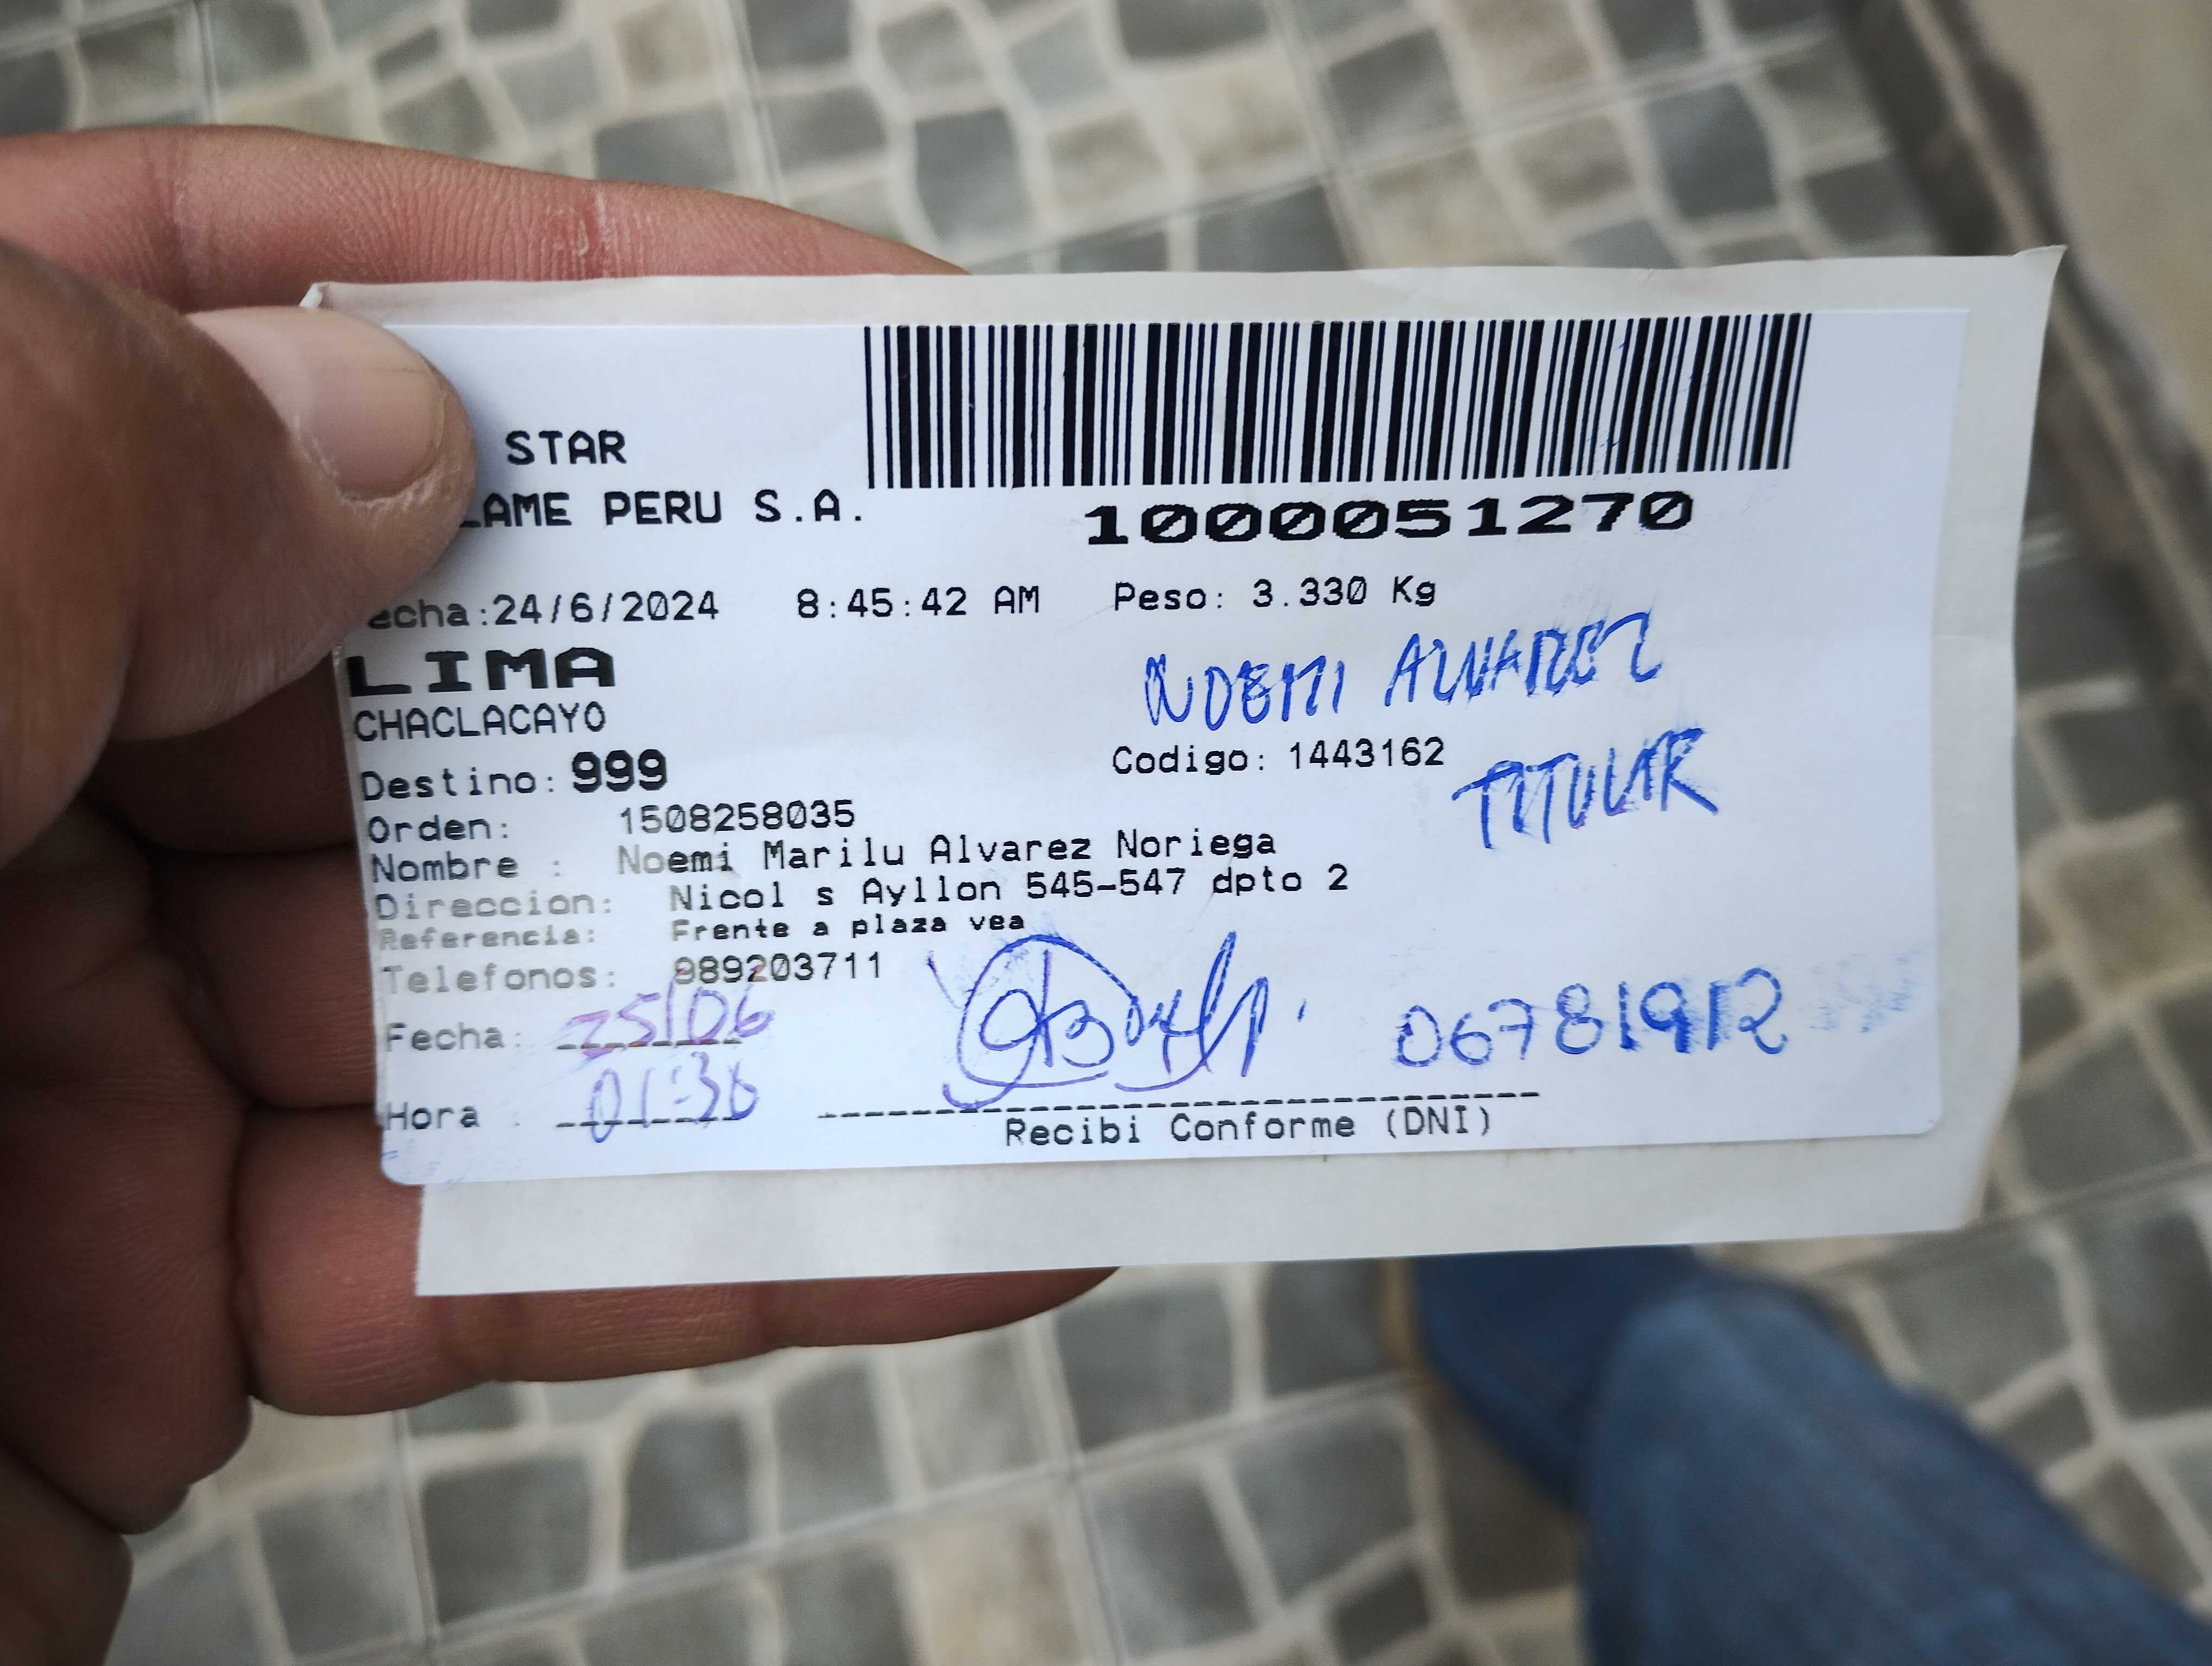 STAR
LAME PERU S.A.
1000051270
echa:24/6/2024 8:45:42 AM Peso: 3.330 Kg
LIMA
NOEMI ALVAREZ
CHACLACAYO
Codigo: 1443162
TITULAR
Destino: 999
Orden: 1508258035
Nombre : Noemi Marilu Alvarez Noriega
Direccion: Nicol s Ayllon 545-547 dpto 2
Referencia: Frente a plaza vea
Telefonos: 989203711
Fecha: 25/06
Hora : 01:30
Recibi Conforme (DNI)